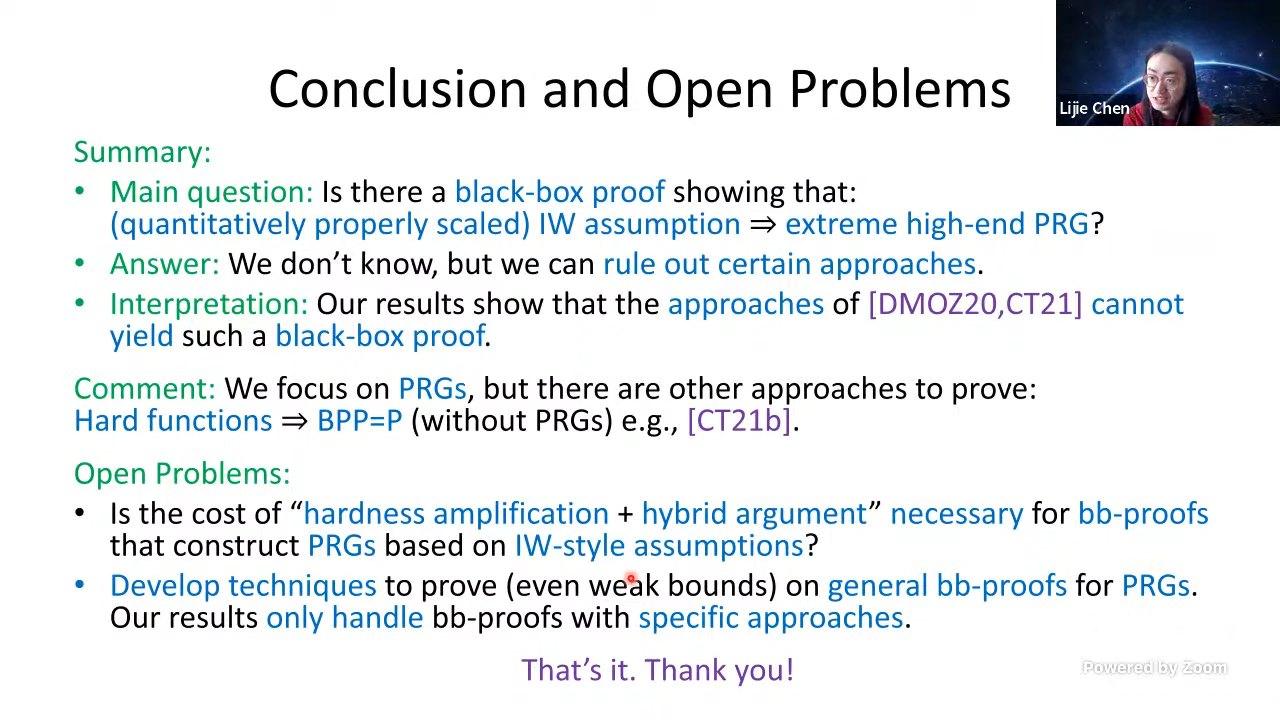 Conclusion and Open Problems
Lijie Chen
Summary:
• Main question: Is there a black-box proof showing that:
(quantitatively properly scaled) IW assumption ⇒ extreme high-end PRG?
• Answer: We don’t know, but we can rule out certain approaches.
• Interpretation: Our results show that the approaches of [DMOZ20,CT21] cannot
yield such a black-box proof.
Comment: We focus on PRGs, but there are other approaches to prove:
Hard functions ⇒ BPP=P (without PRGs) e.g., [CT21b].
Open Problems:
• Is the cost of “hardness amplification + hybrid argument” necessary for bb-proofs
that construct PRGs based on IW-style assumptions?
• Develop techniques to prove (even weak bounds) on general bb-proofs for PRGs.
Our results only handle bb-proofs with specific approaches.
That’s it. Thank you!
Powered by Zoom